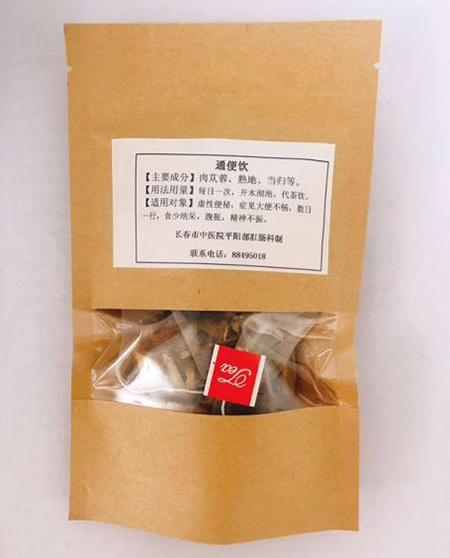 通便饮
【主要成分】肉苁蓉、熟地、当归等。
【用法用量】每日一次，开水沏泡，代茶饮。
【适用对象】虚性便秘，症见大便不畅，数日
一行，食少纳呆，腹胀，精神不振。
长春市中医院平阳部肛肠科制
联系电话：88495018
Tea